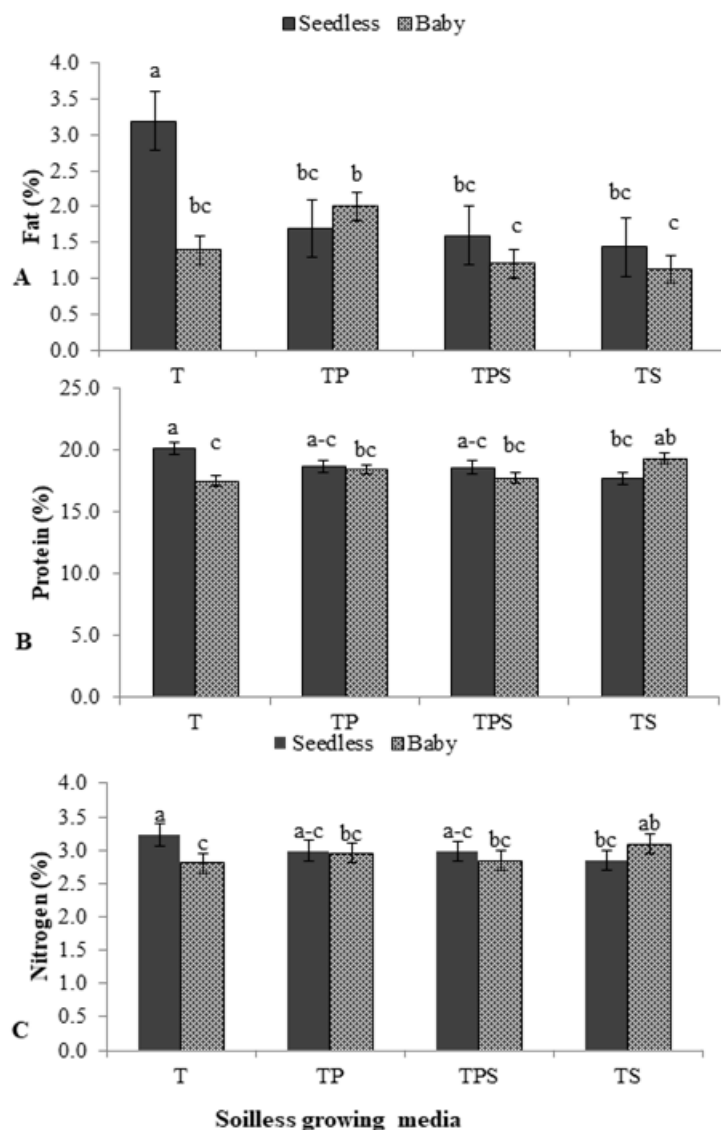 Seedless Baby
4.0
3.5
3.0
2.5
2.0
1.5
1.0
0.5
0.0
Fat (%)
A
a
bc
bc
b
bc
c
bc
c
T TP TPS TS
25.0
20.0
15.0
10.0
5.0
0.0
Protein (%)
B
a
c
a-c
bc
a-c
bc
bc
ab
T TP TPS TS
Seedless Baby
4.0
3.5
3.0
2.5
2.0
1.5
1.0
0.5
0.0
Nitrogen (%)
C
a
c
a-c
bc
a-c
bc
bc
ab
T TP TPS TS
Soilless growing media